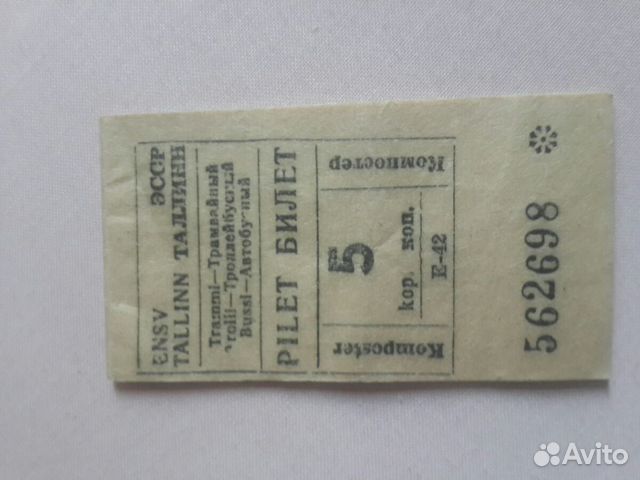 ENSV ЭССР
TALLINN ТАЛЛИНН
Trammi—Трамвайный
Trolli—Троллейбусный
Bussi—Автобусный
PILET БИЛЕТ
Komposter
5
kop. коп.
E-42
Компостер
562698
Avito